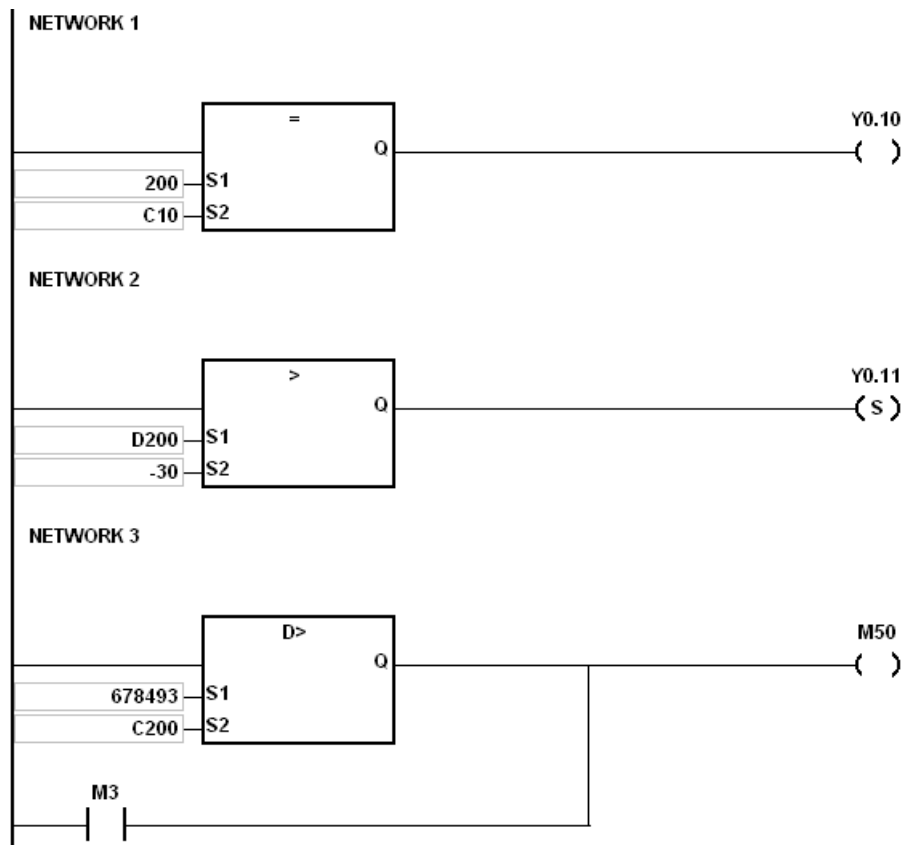 NETWORK 1
=
Q
Y0.10
( )
200 S1
C10 S2
NETWORK 2
>
Q
Y0.11
( S )
D200 S1
-30 S2
NETWORK 3
D>
Q
M50
( )
678493 S1
C200 S2
M3